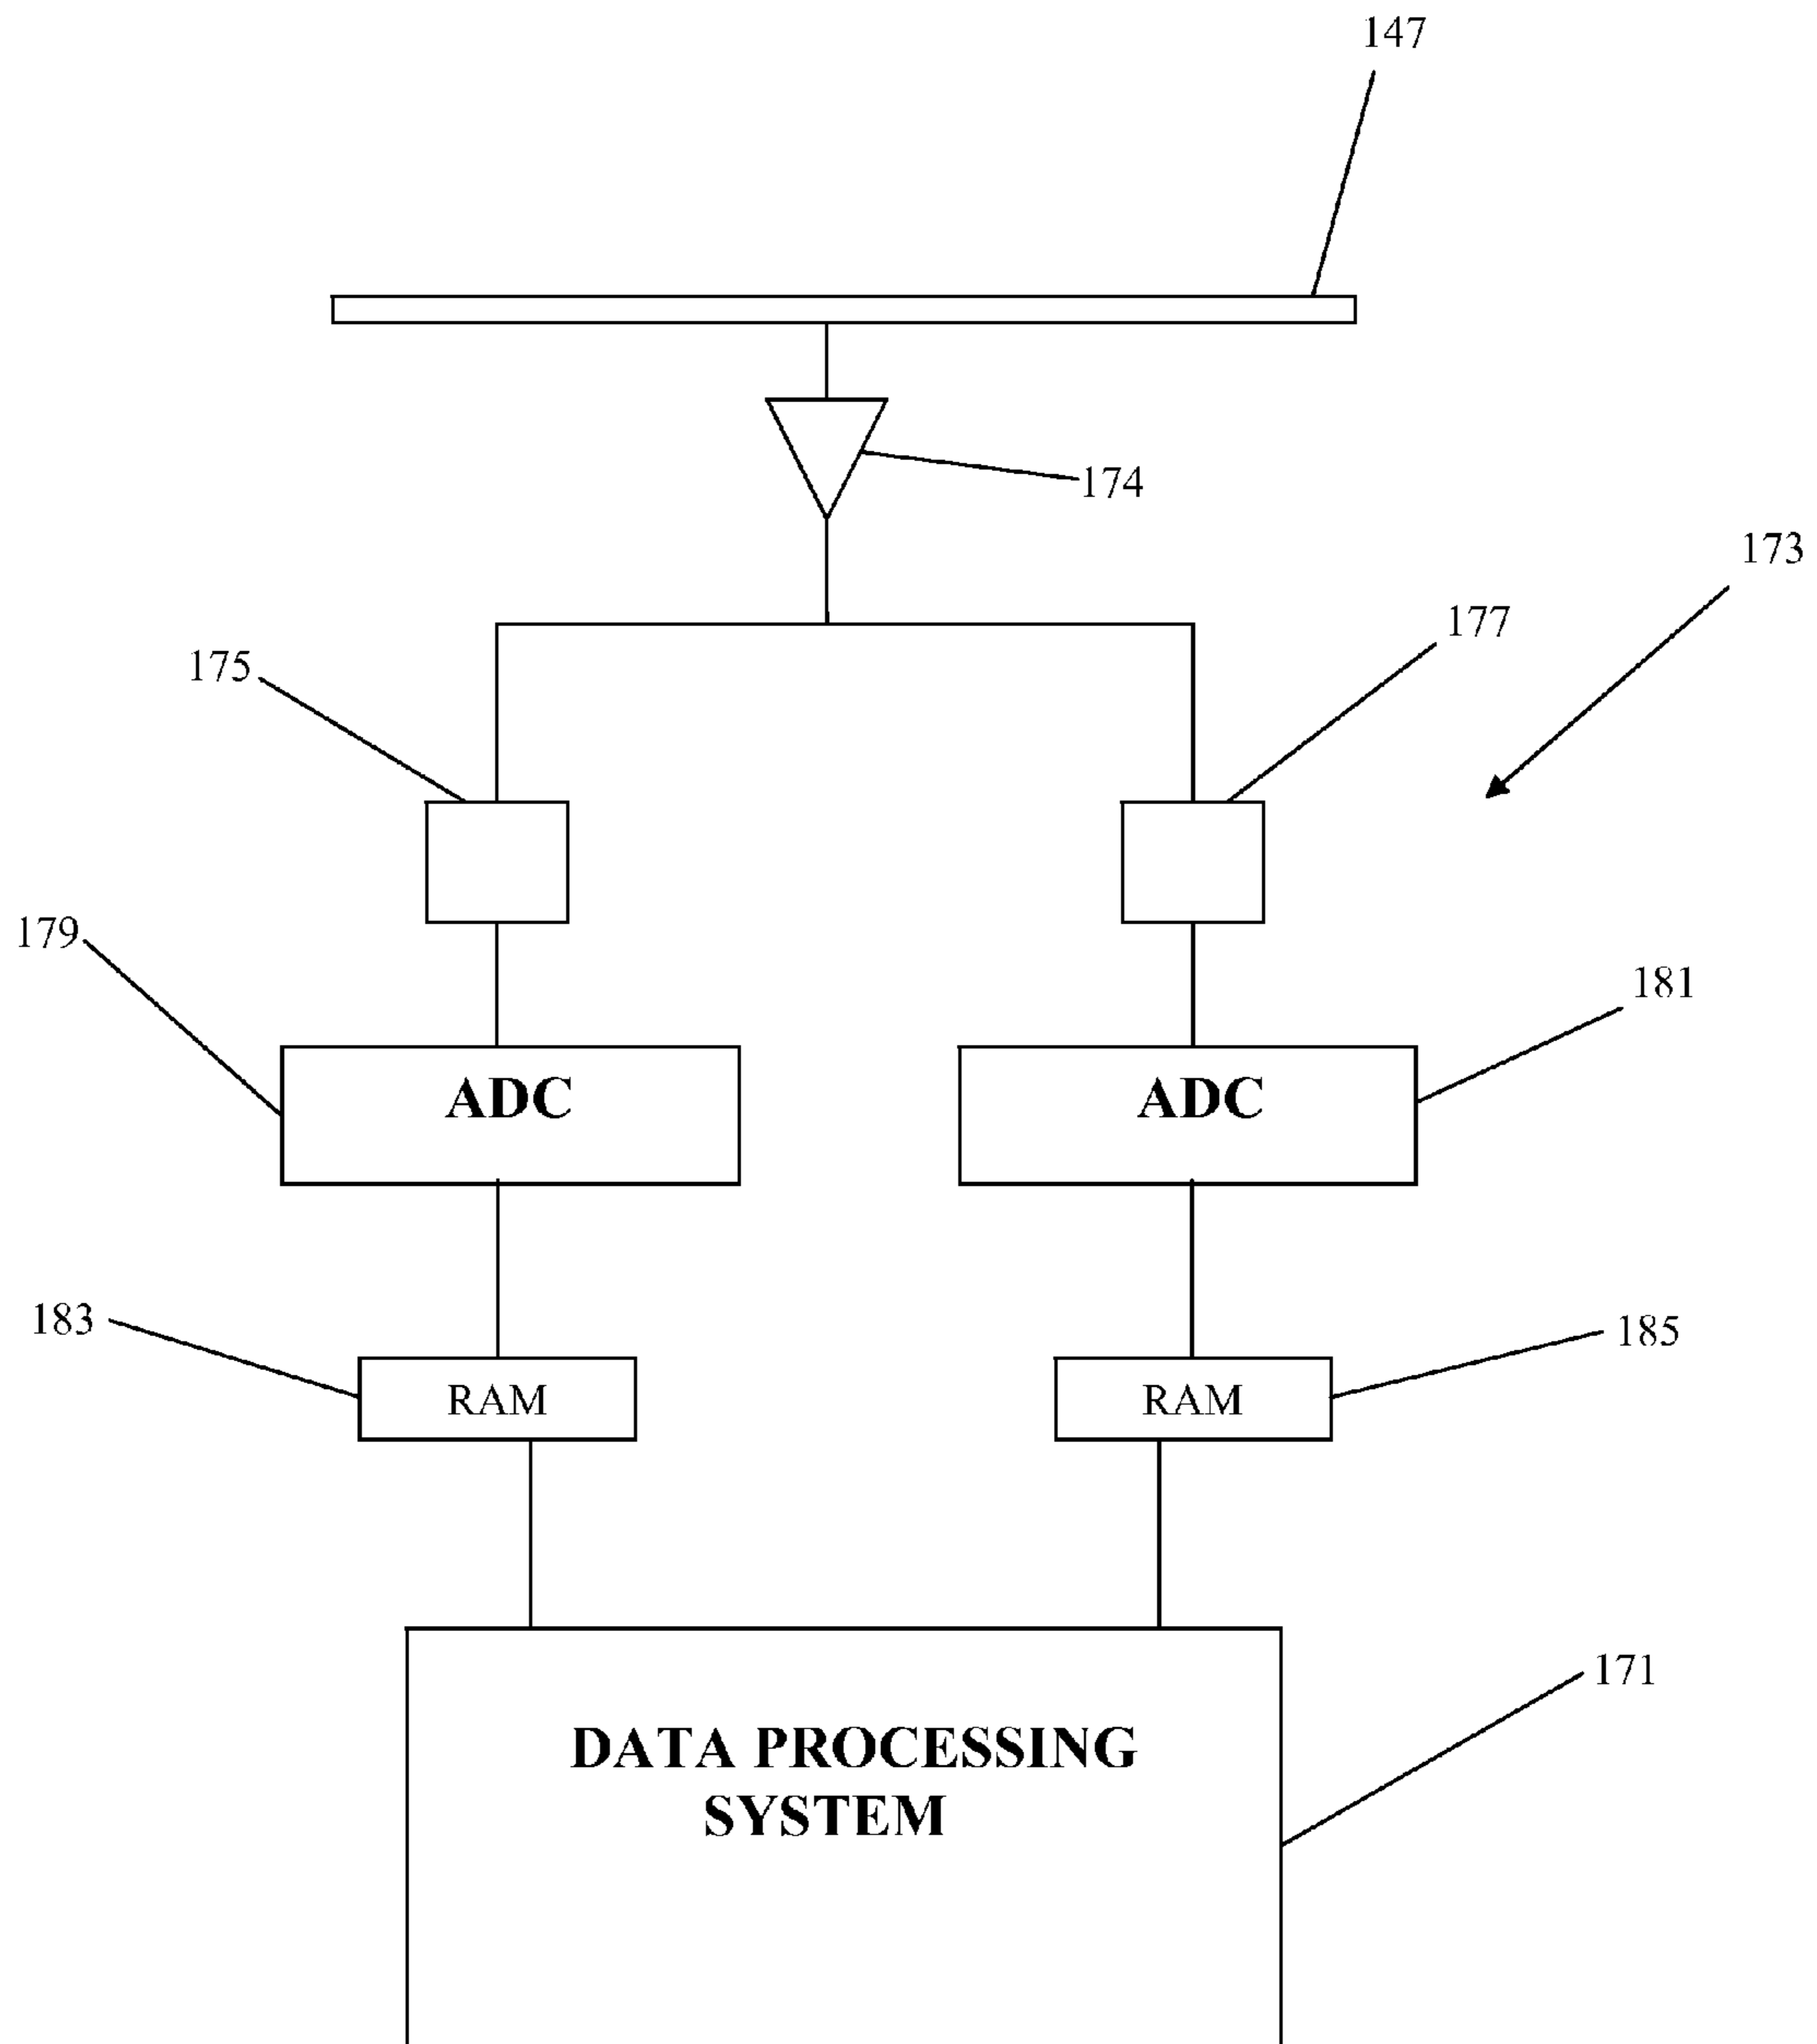 147
174
173
177
175
179
181
ADC
ADC
183
185
RAM
RAM
171
DATA PROCESSING
SYSTEM